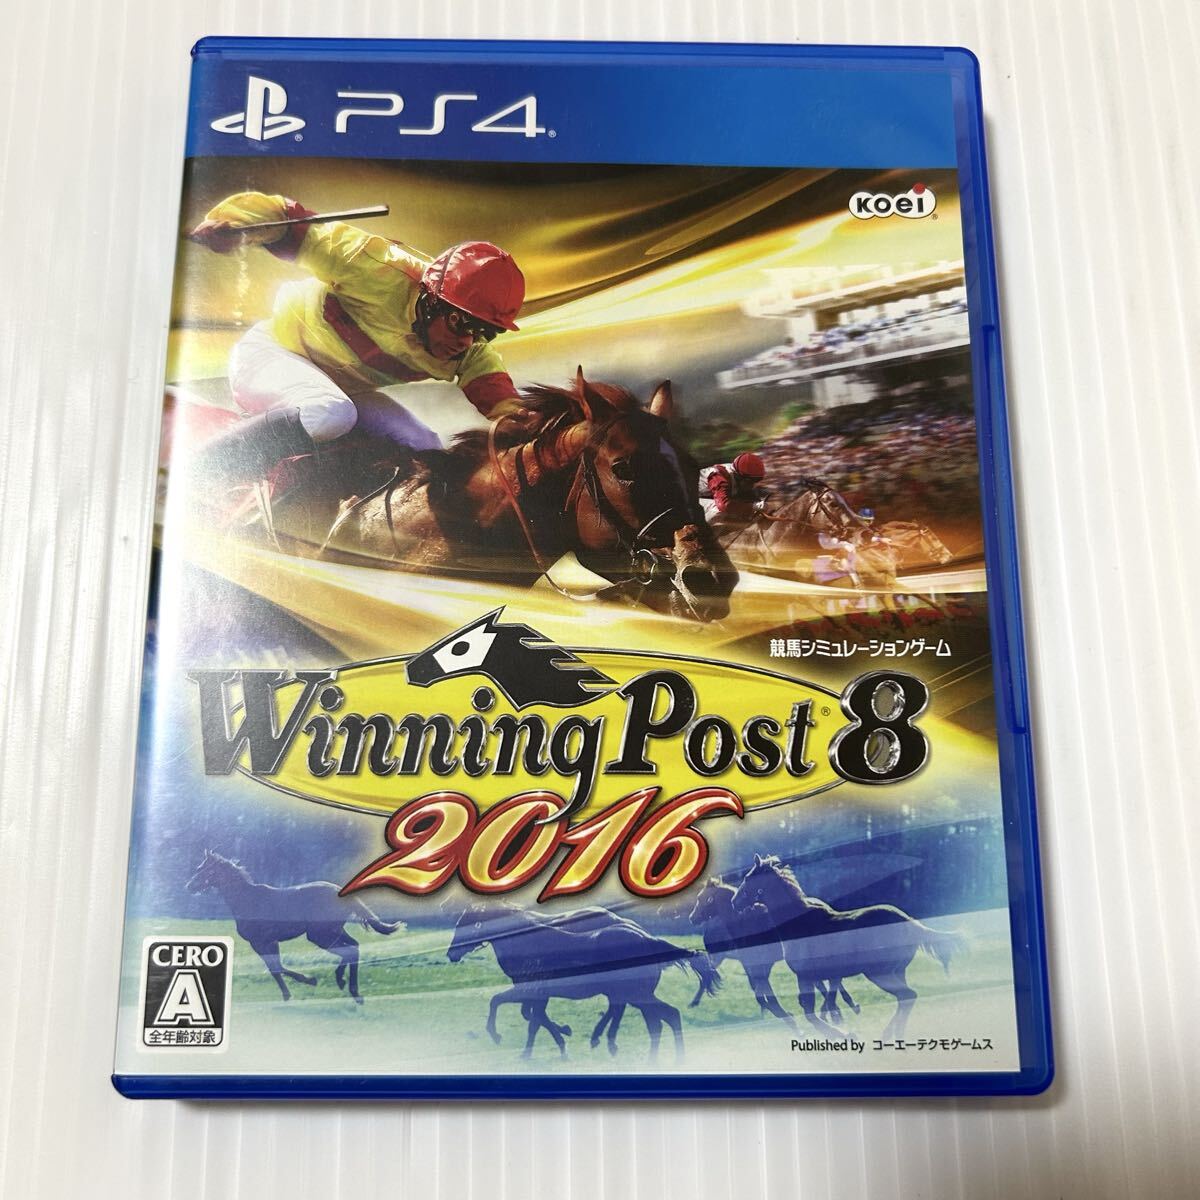 PS4
KOEI
競馬シミュレーションゲーム
Winning Post 8
2016
CERO
A
全年齢対象
Published by コーエーテクモゲームス